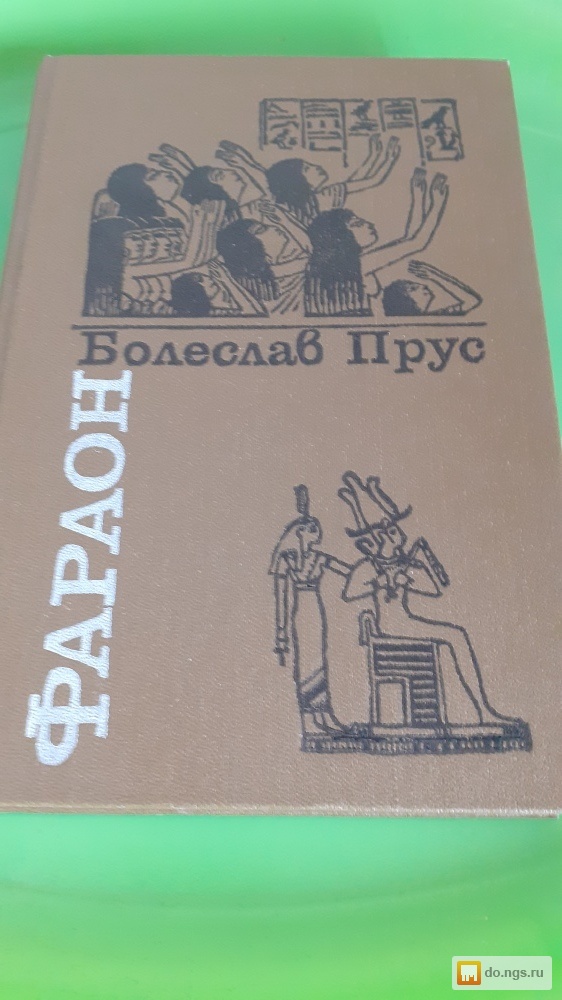 Болеслав Прус
ФАРАОН
do.ngs.ru